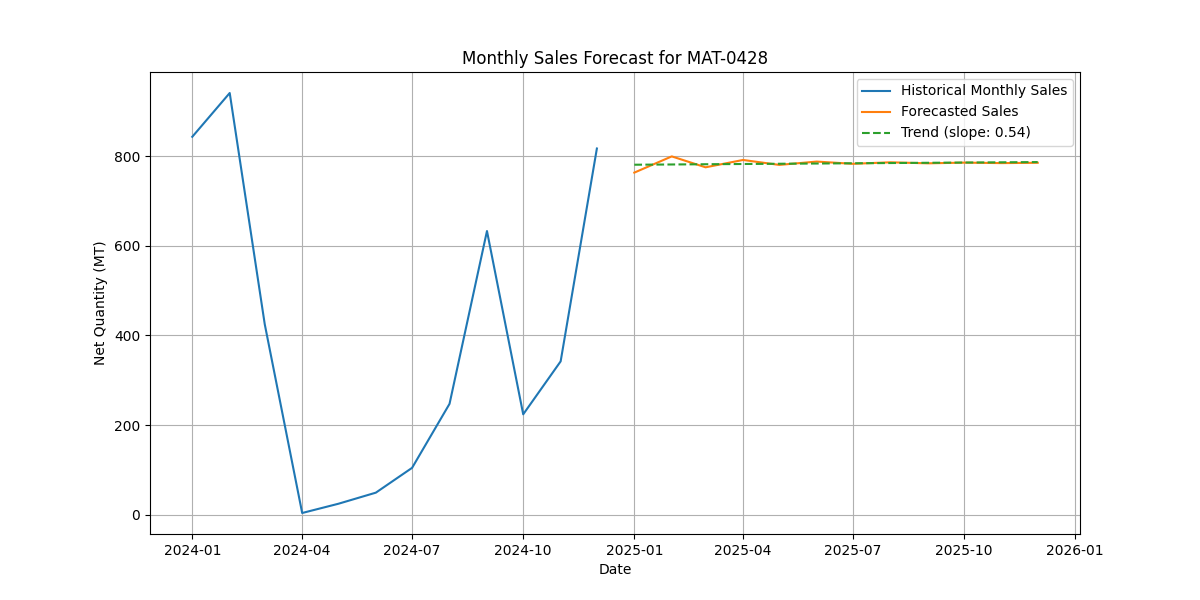 Monthly Sales Forecast for MAT-0428
Historical Monthly Sales
Forecasted Sales
Trend (slope: 0.54)
Net Quantity (MT)
800
600
400
200
0
2024-01 2024-04 2024-07 2024-10 2025-01 2025-04 2025-07 2025-10 2026-01
Date